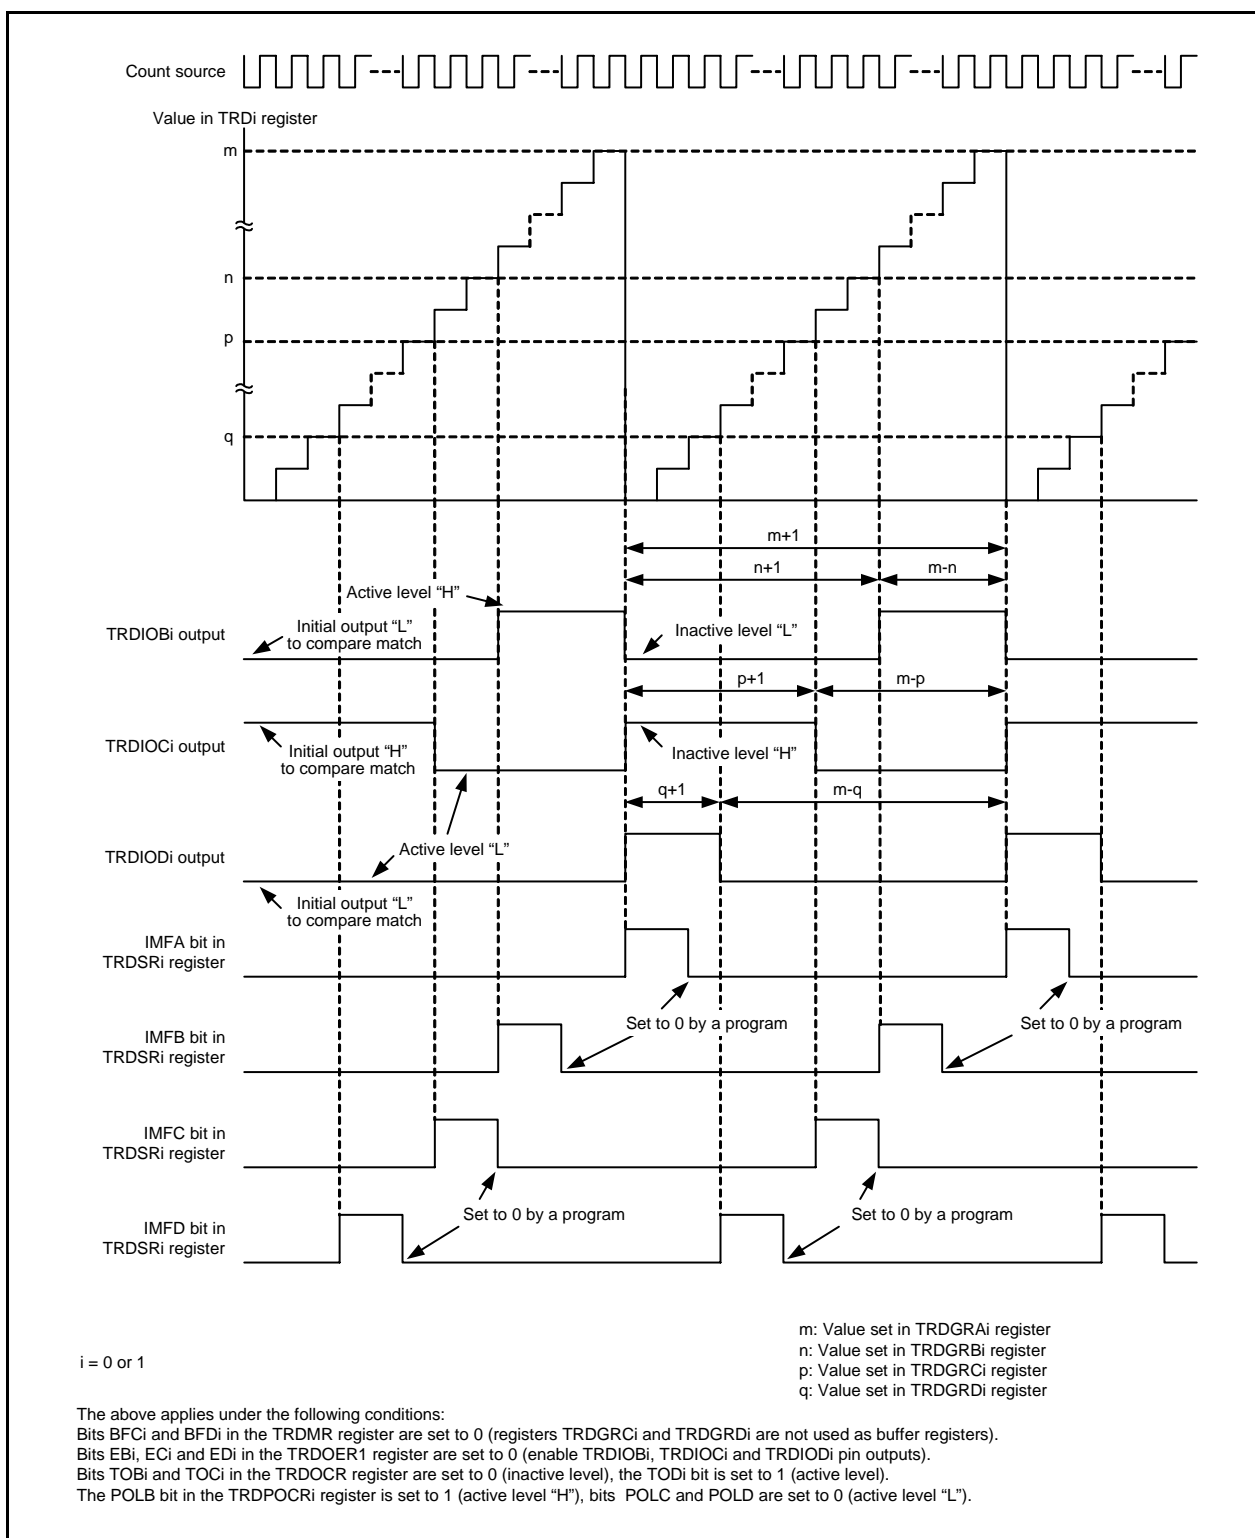 Count source
Value in TRDi register
m
n
p
q
m+1
n+1
m-n
Active level “H”
TRDIOBi output
Initial output “L”
to compare match
Inactive level “L”
p+1
m-p
TRDIOCi output
Initial output “H”
to compare match
Inactive level “H”
q+1
m-q
TRDIODi output
Active level “L”
Initial output “L”
to compare match
IMFA bit in
TRDSRi register
Set to 0 by a program
Set to 0 by a program
IMFB bit in
TRDSRi register
IMFC bit in
TRDSRi register
Set to 0 by a program
Set to 0 by a program
IMFD bit in
TRDSRi register
m: Value set in TRDGRAi register
n: Value set in TRDGRBi register
p: Value set in TRDGRCi register
q: Value set in TRDGRDi register
i = 0 or 1
The above applies under the following conditions:
Bits BFCi and BFDi in the TRDMR register are set to 0 (registers TRDGRCi and TRDGRDi are not used as buffer registers).
Bits EBi, ECi and EDi in the TRDOER1 register are set to 0 (enable TRDIOBi, TRDIOCi and TRDIODi pin outputs).
Bits TOBi and TOCi in the TRDOCR register are set to 0 (inactive level), the TODi bit is set to 1 (active level).
The POLB bit in the TRDPOCRi register is set to 1 (active level “H”), bits POLC and POLD are set to 0 (active level “L”).